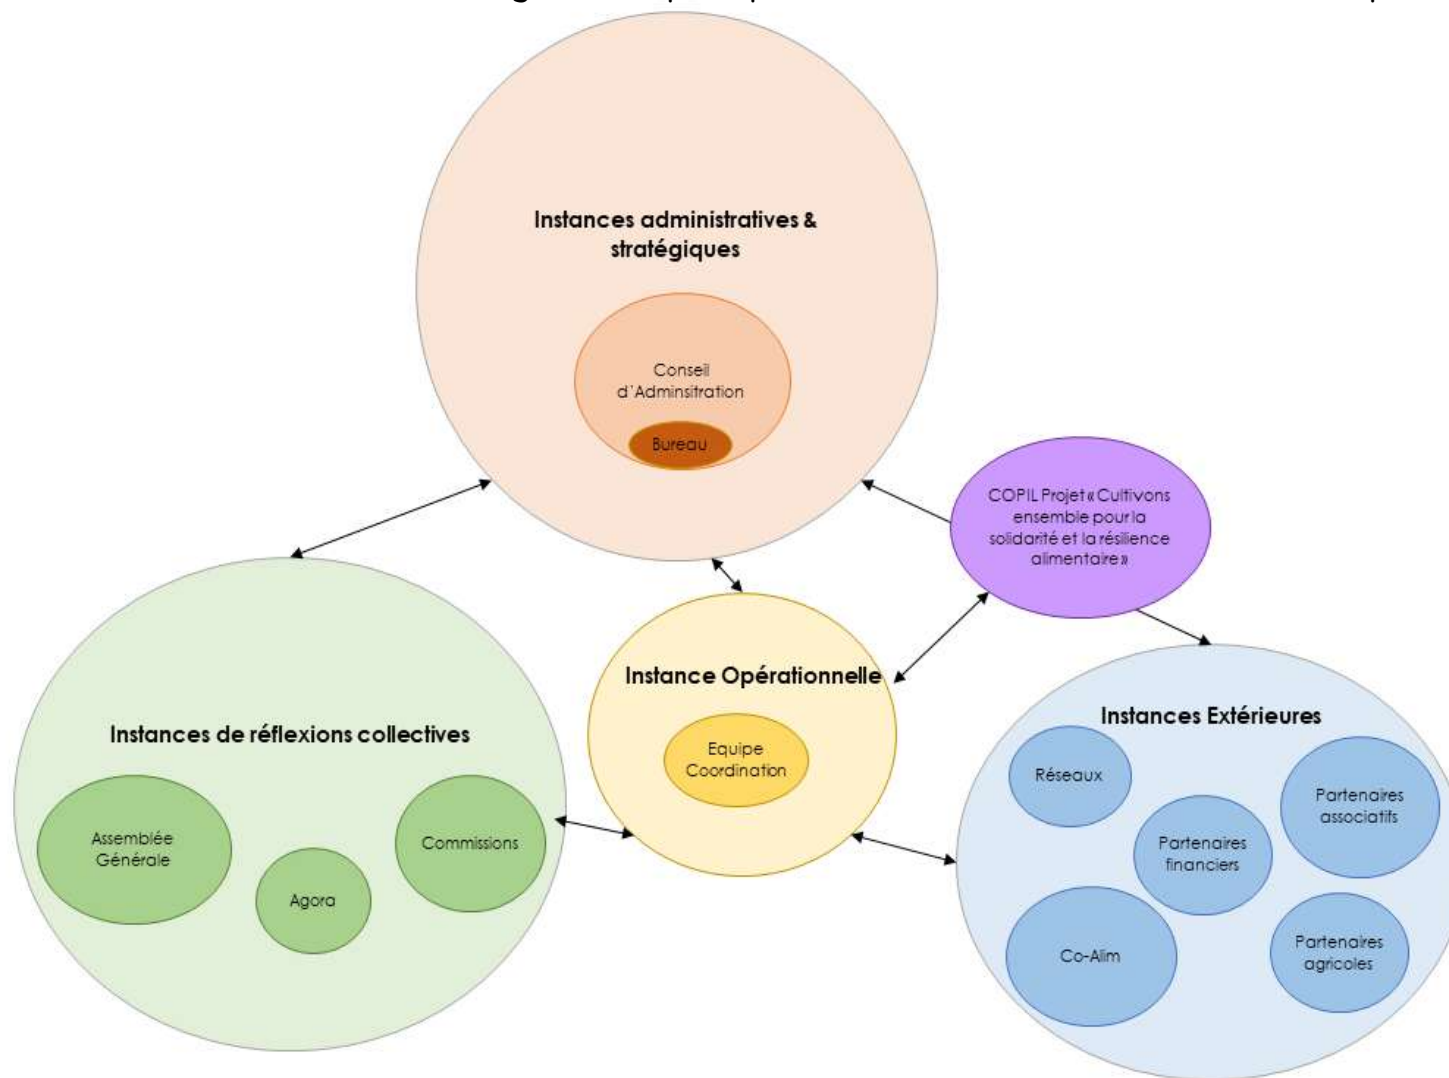 Instances administratives &
stratégiques
Conseil
d'Adminsitration
Bureau
COPIL Projet « Cultivons
ensemble pour la
solidarité et la résilience
alimentaire »
Instance Opérationnelle
Equipe
Coordination
Instances de réflexions collectives
Assemblée
Générale
Agora
Commissions
Instances Extérieures
Réseaux
Partenaires
associatifs
Partenaires
financiers
Co-Alim
Partenaires
agricoles